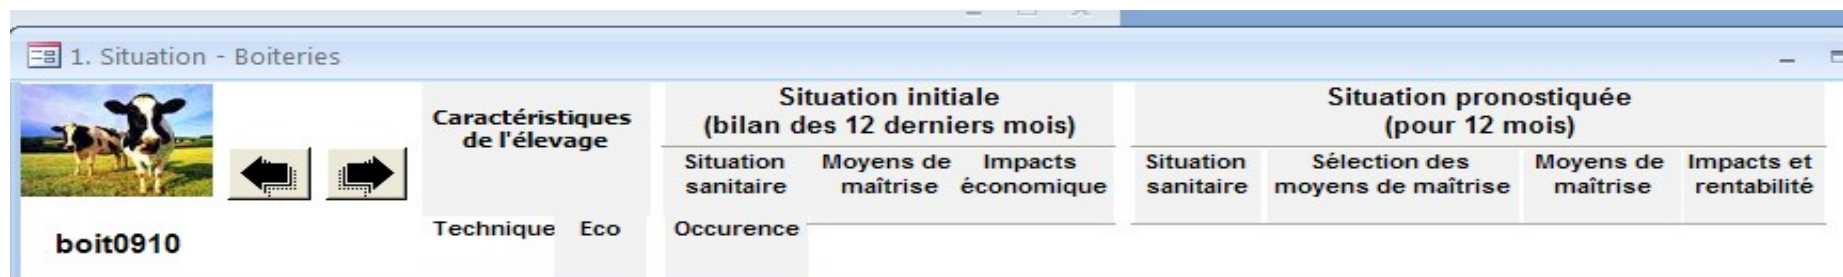 1. Situation - Boiteries
Caractéristiques
de l'élevage
Situation initiale
(bilan des 12 derniers mois)
Situation pronostiquée
(pour 12 mois)
Situation
sanitaire
Moyens de
maîtrise
Impacts
économique
Situation
sanitaire
Sélection des
moyens de maîtrise
Moyens de
maîtrise
Impacts et
rentabilité
Technique
Eco
Occurence
boit0910